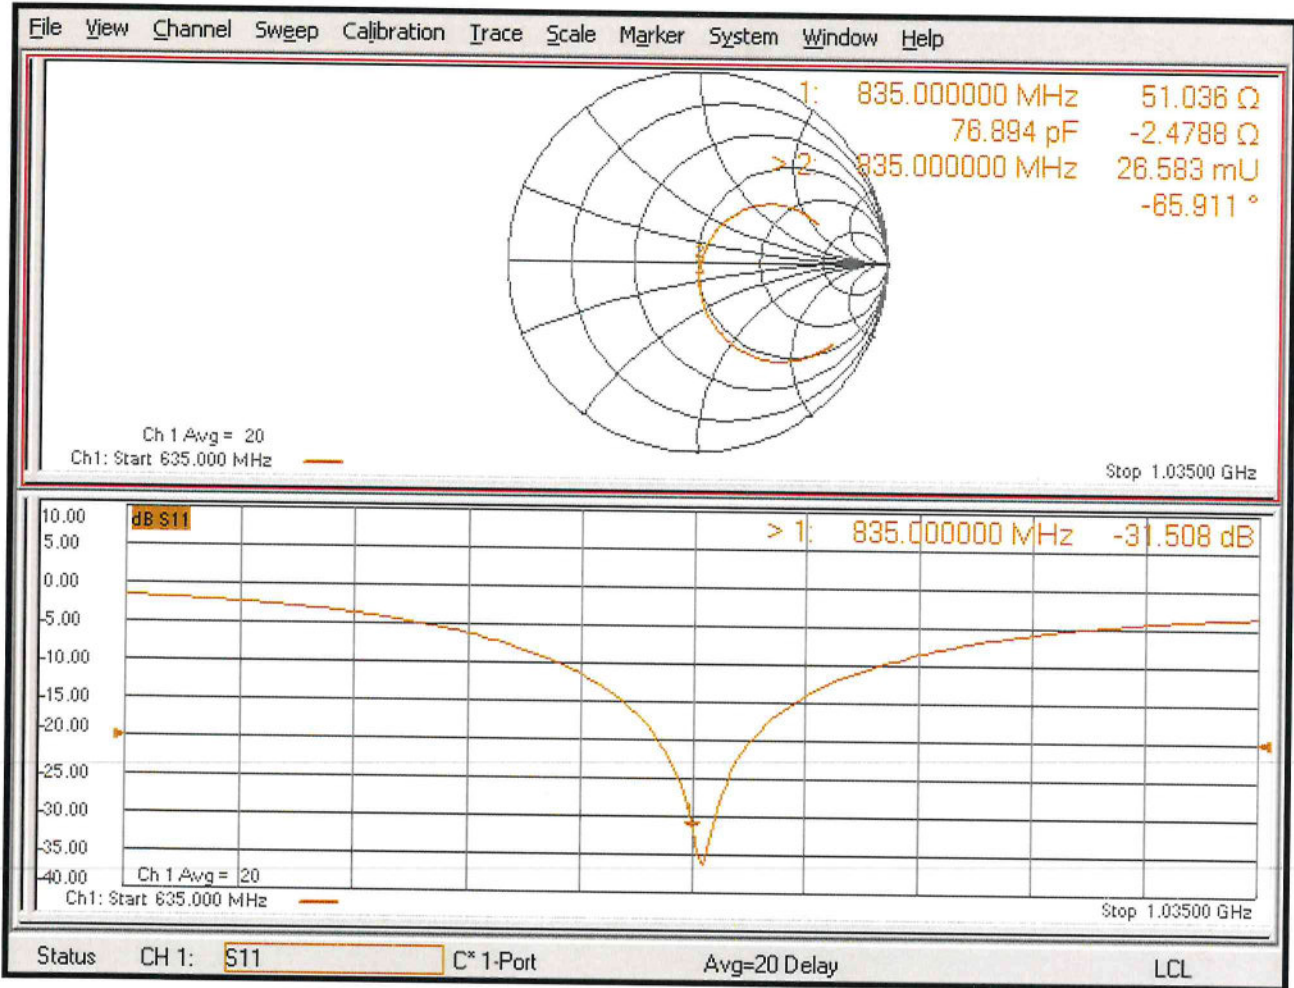 File View Channel Sweep Calibration Trace Scale Marker System Window Help
1: 835.000000 MHz 51.036 Ω
76.894 pF -2.4788 Ω
> 2: 835.000000 MHz 26.583 mU
-65.911 °
Ch 1 Avg = 20
Ch1: Start 635.000 MHz
Stop 1.03500 GHz
10.00
dB S11
> 1: 835.000000 MHz -31.508 dB
5.00
0.00
-5.00
-10.00
-15.00
-20.00
-25.00
-30.00
-35.00
-40.00
Ch 1 Avg = 20
Ch1: Start 635.000 MHz
Stop 1.03500 GHz
Status CH 1: S11 C* 1-Port Avg=20 Delay LCL